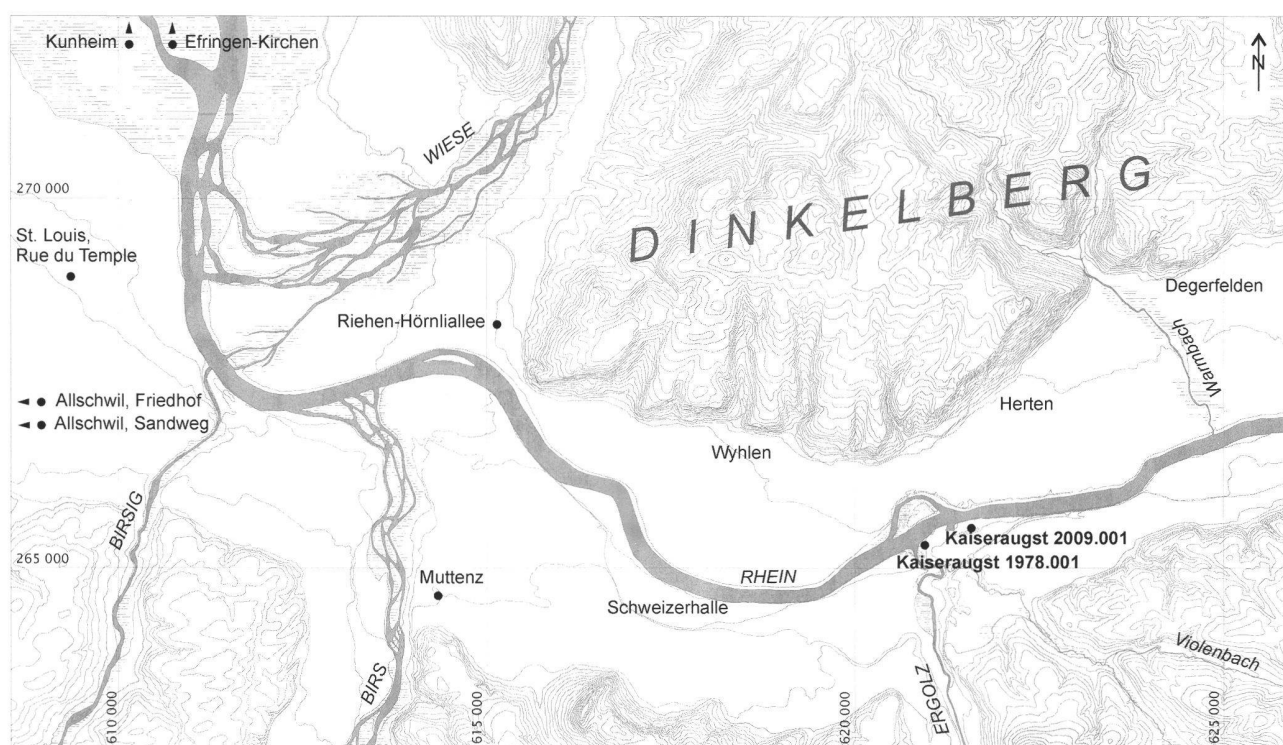 Kunheim
Efringen-Kirchen
N
WIESE
DINKELBERG
270 000
St. Louis,
Rue du Temple
Degerfelden
Riehen-Hörnliallee
Warmbach
Allschwil, Friedhof
Allschwil, Sandweg
Herten
Wyhlen
BIRSIG
Kaiseraugst 2009.001
265 000
Kaiseraugst 1978.001
Muttenz
RHEIN
Schweizerhalle
Violenbach
BIRS
ERGOLZ
610 000
615 000
620 000
625 000